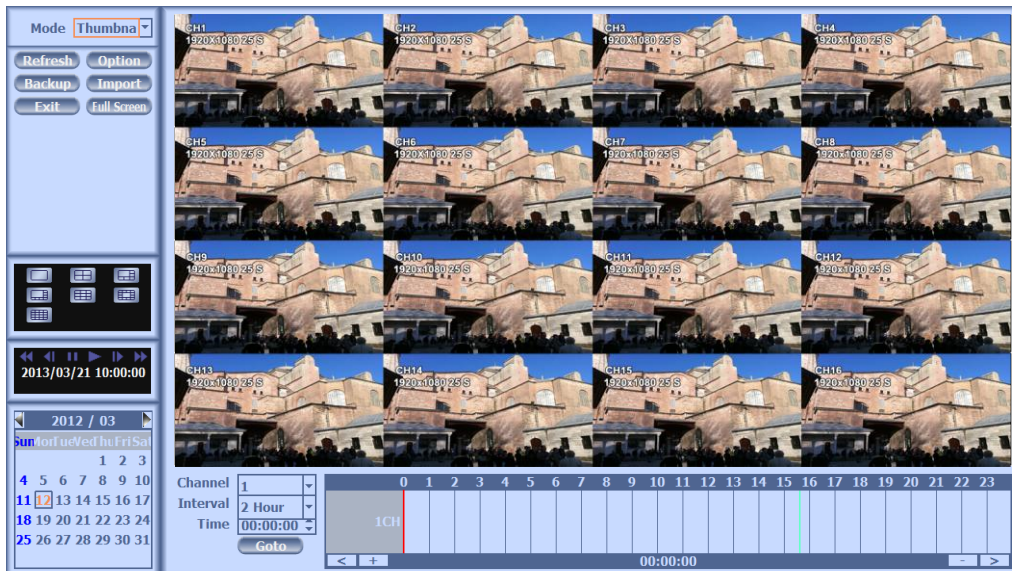 Mode Thumbna
Refresh Option
Backup Import
Exit Full Screen
2013/03/21 10:00:00
2012 / 03
Sun Mon Tue Wed Thu Fri Sat
1 2 3
4 5 6 7 8 9 10
11 12 13 14 15 16 17
18 19 20 21 22 23 24
25 26 27 28 29 30 31
CH1
1920X1080 25 S
CH2
1920X1080 25 S
CH3
1920X1080 25 S
CH4
1920X1080 25 S
CH5
1920X1080 25 S
CH6
1920X1080 25 S
CH7
1920X1080 25 S
CH8
1920x1080 25 S
CH9
1920x1080 25 S
CH10
1920x1080 25 S
CH11
1920x1080 25 S
CH12
1920x1080 25 S
CH13
1920x1080 25 S
CH14
1920x1080 25 S
CH15
1920x1080 25 S
CH16
1920x1080 25 S
Channel 1
Interval 2 Hour
Time 00:00:00
Goto
0 1 2 3 4 5 6 7 8 9 10 11 12 13 14 15 16 17 18 19 20 21 22 23
1CH
< + 00:00:00 - >